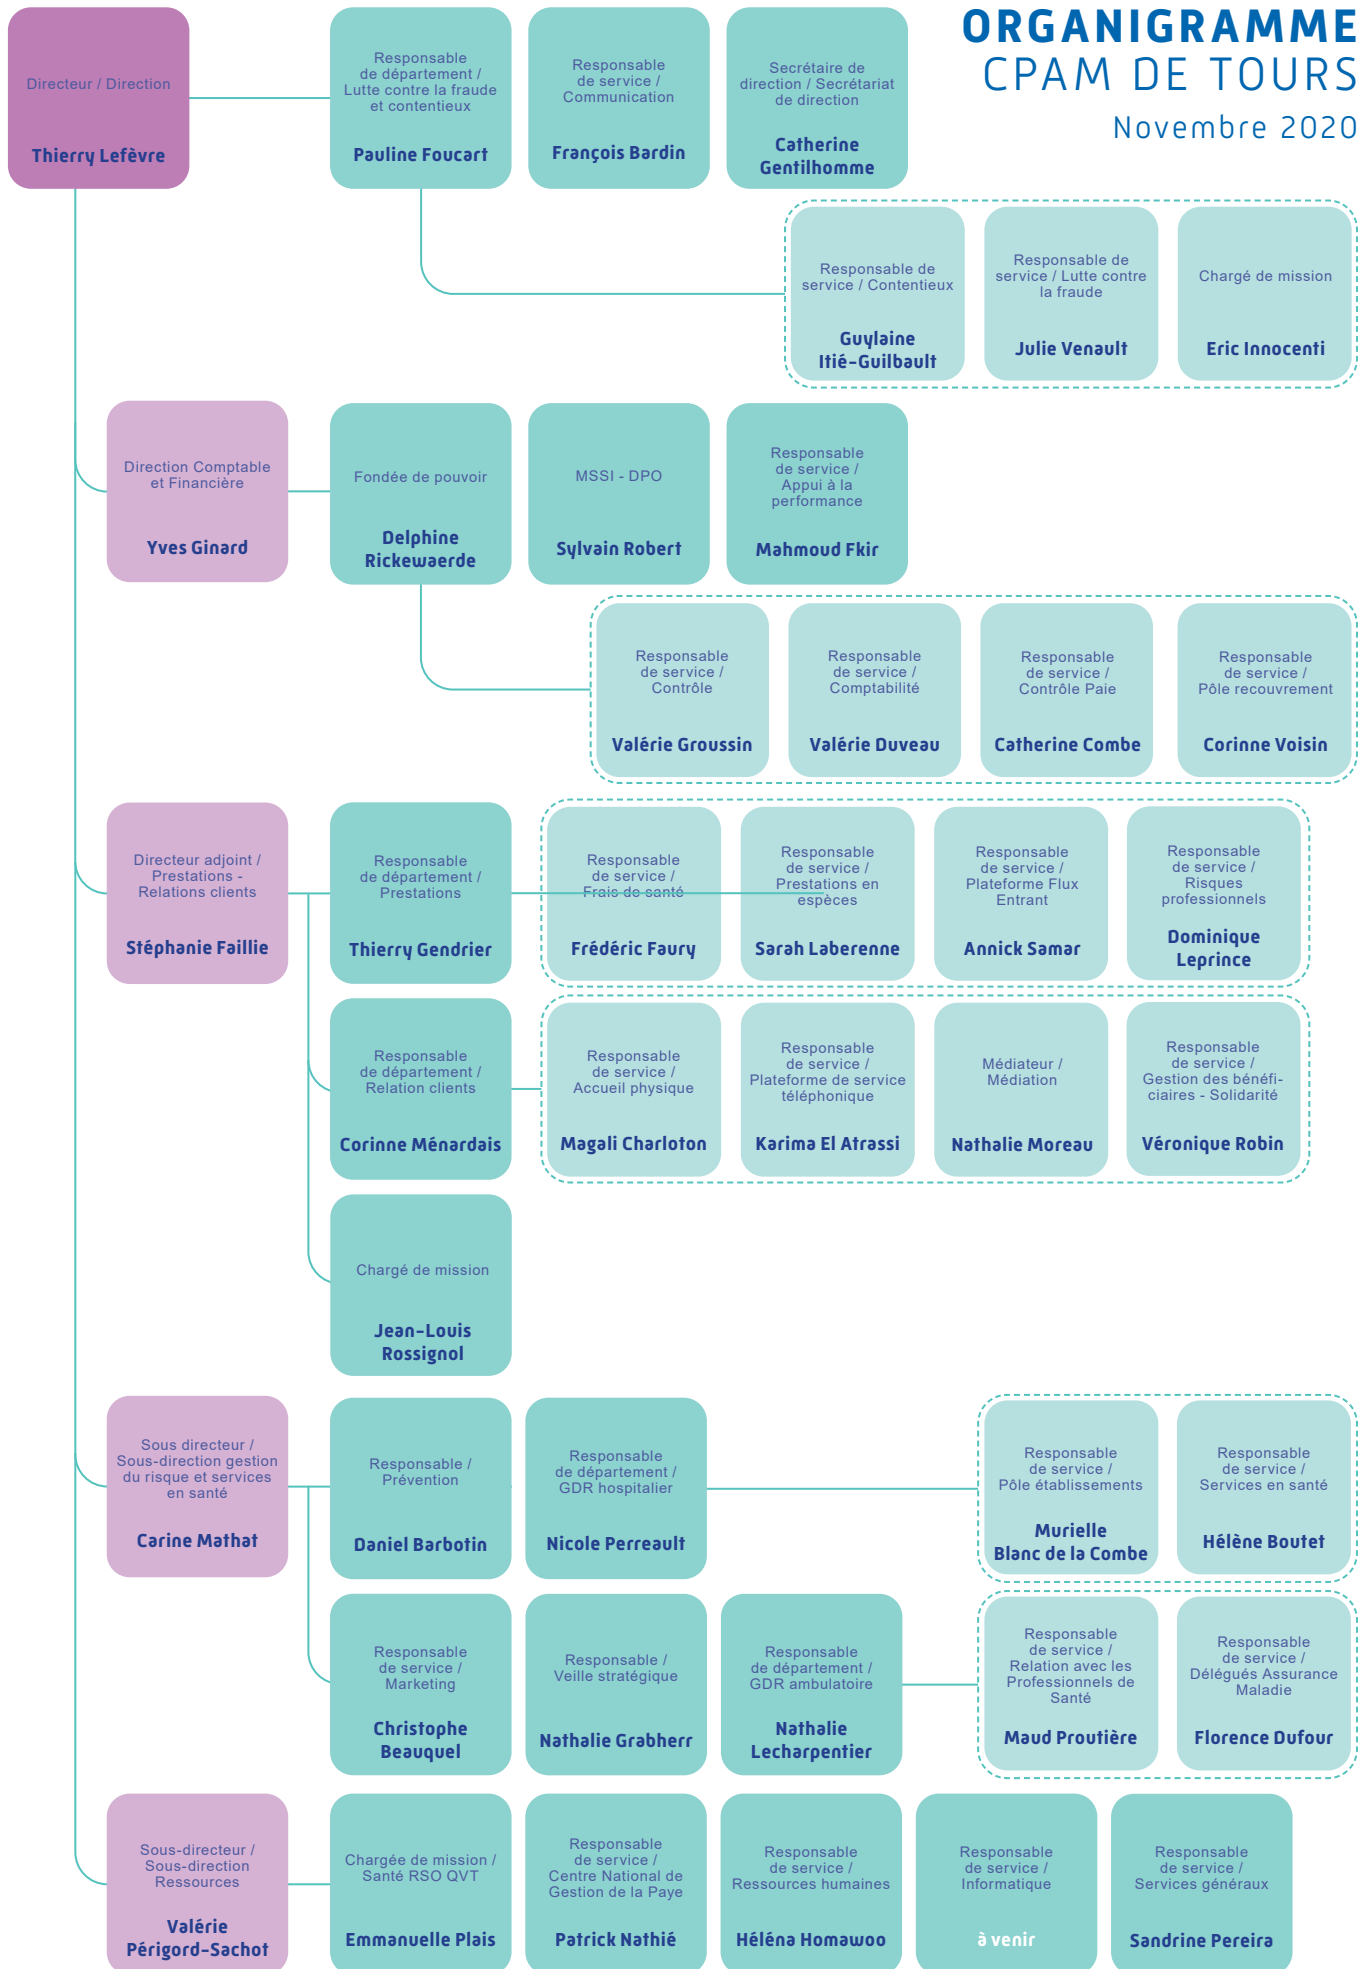 ORGANIGRAMME
CPAM DE TOURS
Novembre 2020
Directeur / Direction
Thierry Lefèvre
Responsable
de département /
Lutte contre la fraude
et contentieux
Pauline Foucart
Responsable
de service /
Communication
François Bardin
Secrétaire de
direction / Secrétariat
de direction
Catherine
Gentilhomme
Responsable de
service / Contentieux
Guylaine
Itié-Guilbault
Responsable de
service / Lutte contre
la fraude
Julie Venault
Chargé de mission
Eric Innocenti
Direction Comptable
et Financière
Yves Ginard
Fondée de pouvoir
Delphine
Rickewaerde
MSSI - DPO
Sylvain Robert
Responsable
de service /
Appui à la
performance
Mahmoud Fkir
Responsable
de service /
Contrôle
Valérie Groussin
Responsable
de service /
Comptabilité
Valérie Duveau
Responsable
de service /
Contrôle Paie
Catherine Combe
Responsable
de service /
Pôle recouvrement
Corinne Voisin
Directeur adjoint /
Prestations -
Relations clients
Stéphanie Faillie
Responsable
de département /
Prestations
Thierry Gendrier
Responsable
de service /
Frais de santé
Frédéric Faury
Responsable
de service /
Prestations en
espèces
Sarah Laberenne
Responsable
de service /
Plateforme Flux
Entrant
Annick Samar
Responsable
de service /
Risques
professionnels
Dominique
Leprince
Responsable
de département /
Relation clients
Corinne Ménardais
Responsable
de service /
Accueil physique
Magali Charloton
Responsable
de service /
Plateforme de service
téléphonique
Karima El Atrassi
Médiateur /
Médiation
Nathalie Moreau
Responsable
de service /
Gestion des bénéfi-
ciaires - Solidarité
Véronique Robin
Chargé de mission
Jean-Louis
Rossignol
Sous directeur /
Sous-direction gestion
du risque et services
en santé
Carine Mathat
Responsable /
Prévention
Daniel Barbotin
Responsable
de département /
GDR hospitalier
Nicole Perreault
Responsable
de service /
Pôle établissements
Murielle
Blanc de la Combe
Responsable
de service /
Services en santé
Hélène Boutet
Responsable
de service /
Marketing
Christophe
Beauquel
Responsable /
Veille stratégique
Nathalie Grabherr
Responsable
de département /
GDR ambulatoire
Nathalie
Lecharpentier
Responsable
de service /
Relation avec les
Professionnels de
Santé
Maud Proutière
Responsable
de service /
Délégués Assurance
Maladie
Florence Dufour
Sous-directeur /
Sous-direction
Ressources
Valérie
Périgord-Sachot
Chargée de mission /
Santé RSO QVT
Emmanuelle Plais
Responsable
de service /
Centre National de
Gestion de la Paye
Patrick Nathié
Responsable
de service /
Ressources humaines
Héléna Homawoo
Responsable
de service /
Informatique
à venir
Responsable
de service /
Services généraux
Sandrine Pereira